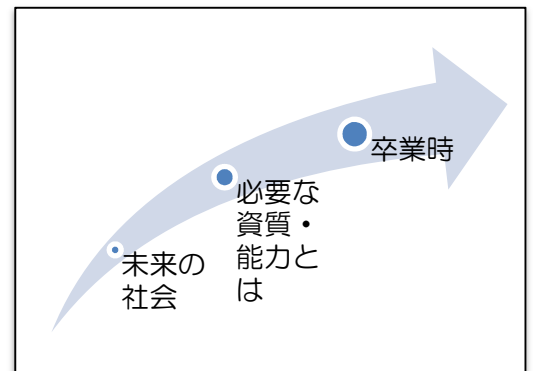 未来の
社会
必要な
資質・
能力と
は
卒業時